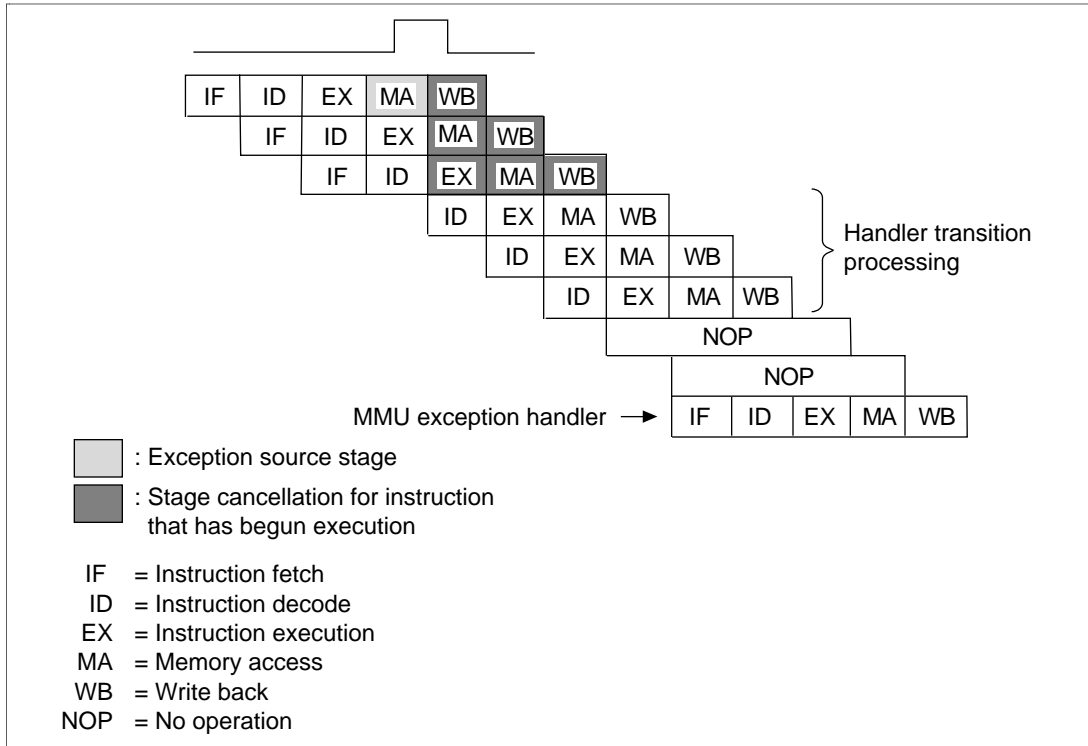 IF ID EX MA WB
IF ID EX MA WB
IF ID EX MA WB
ID EX MA WB
ID EX MA WB
ID EX MA WB
Handler transition
processing
NOP
NOP
MMU exception handler → IF ID EX MA WB
: Exception source stage
: Stage cancellation for instruction
that has begun execution
IF = Instruction fetch
ID = Instruction decode
EX = Instruction execution
MA = Memory access
WB = Write back
NOP = No operation